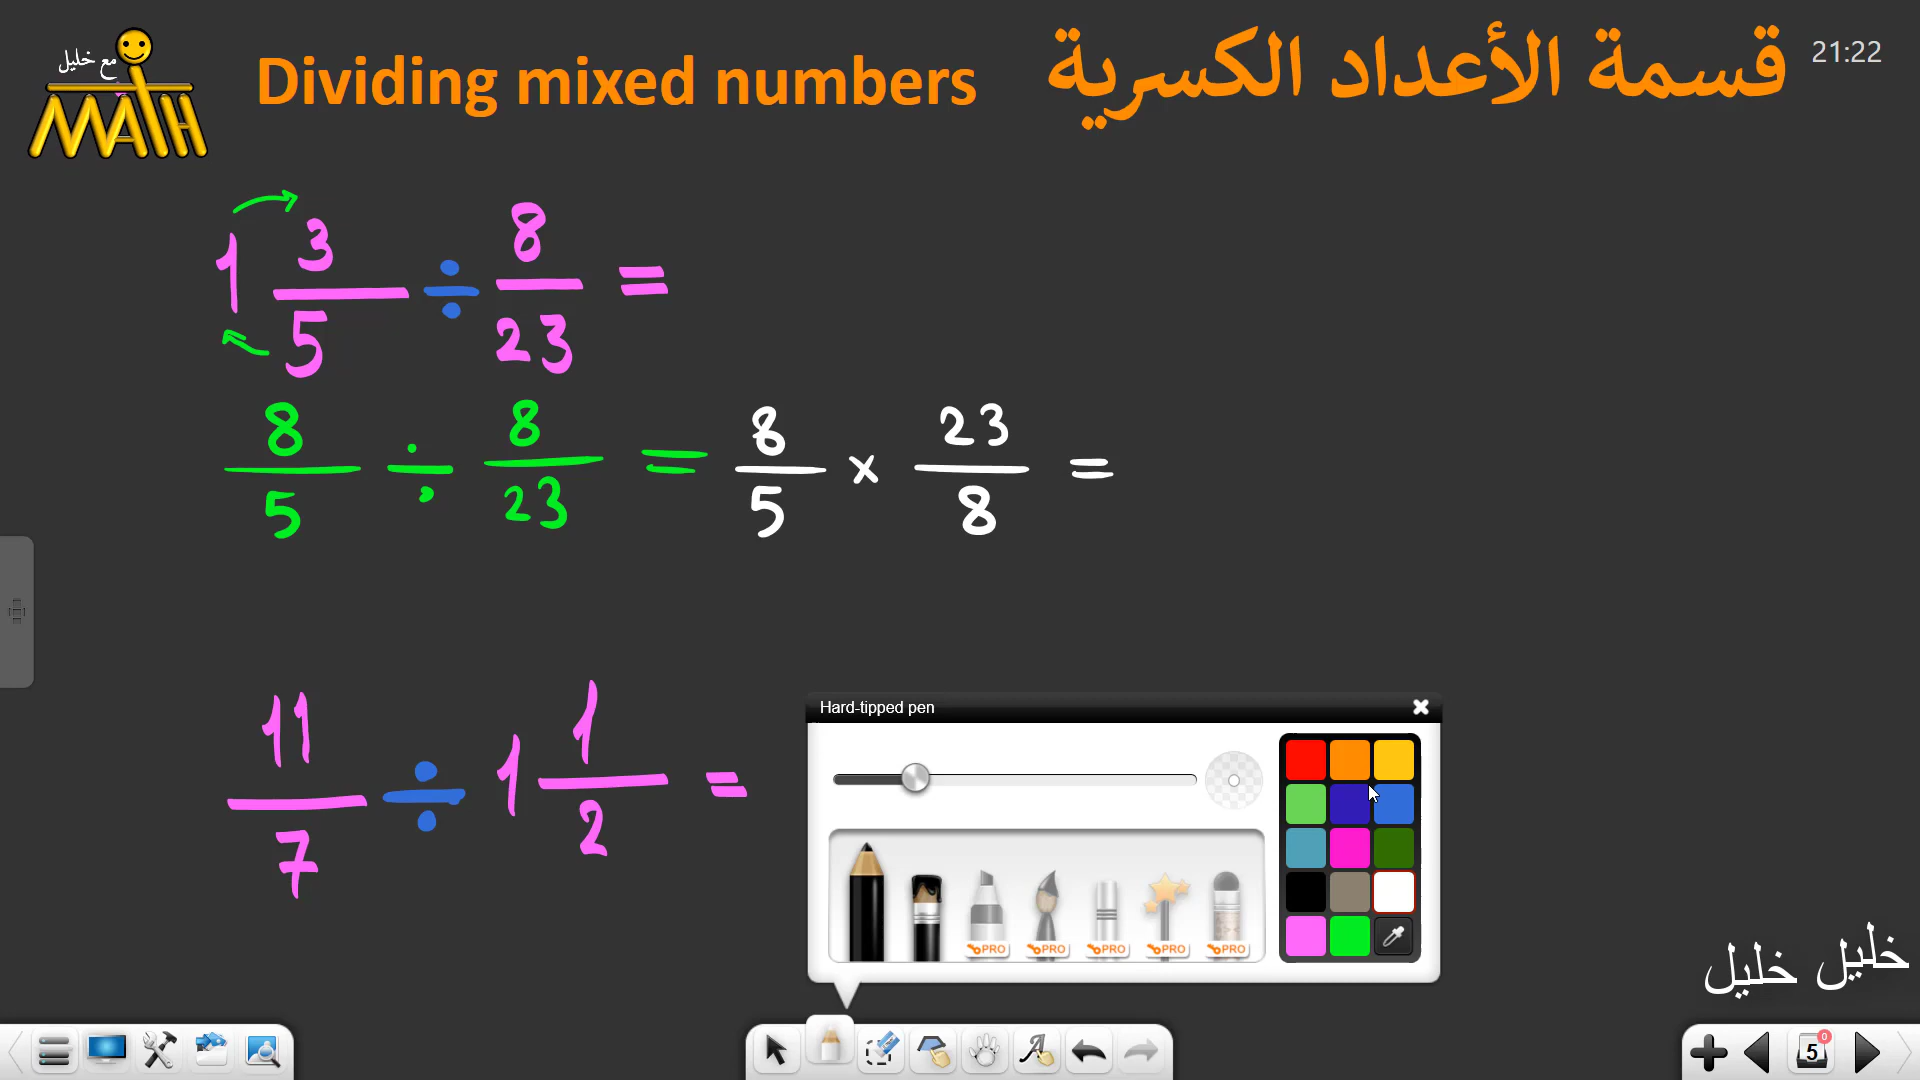 مع خليل
MATH
Dividing mixed numbers
قسمة الأعداد الكسرية
21:22
1 3/5 ÷ 8/23 =
8/5 ÷ 8/23 = 8/5 × 23/8 =
11/7 ÷ 1 1/2 =
Hard-tipped pen
PRO PRO PRO PRO PRO
خليل خليل
5
0